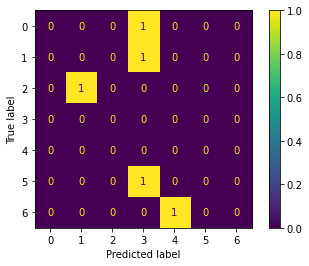 0 0 0 0 1 0 0 0 1.0
1 0 0 0 1 0 0 0 0.8
2 0 1 0 0 0 0 0 0.6
3 0 0 0 0 0 0 0
4 0 0 0 0 0 0 0 0.4
5 0 0 0 1 0 0 0 0.2
6 0 0 0 0 1 0 0 0.0
0 1 2 3 4 5 6
True label
Predicted label